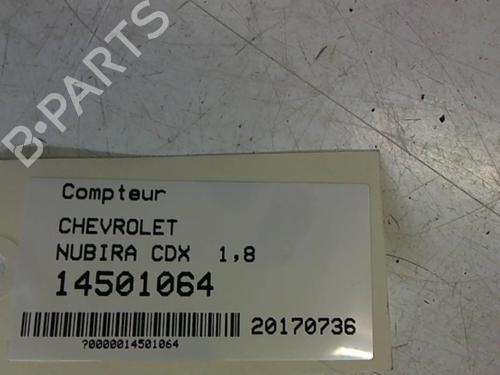 B-PARTS
Compteur
CHEVROLET
NUBIRA CDX 1,8
14501064
20170736
?0000014501064